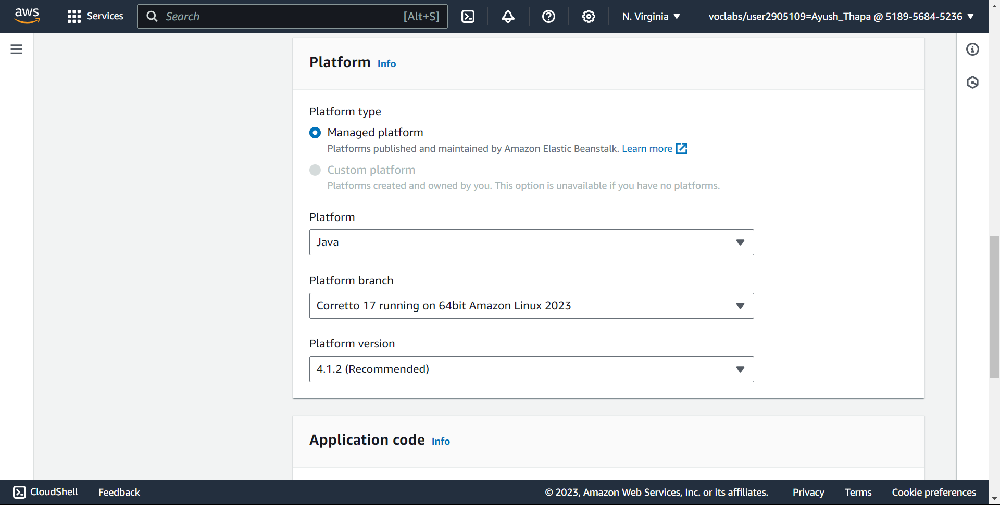 aws
Services
Search
[Alt+S]
N. Virginia
voclabs/user2905109=Ayush_Thapa @ 5189-5684-5236
Platform Info
Platform type
Managed platform
Platforms published and maintained by Amazon Elastic Beanstalk. Learn more
Custom platform
Platforms created and owned by you. This option is unavailable if you have no platforms.
Platform
Java
Platform branch
Corretto 17 running on 64bit Amazon Linux 2023
Platform version
4.1.2 (Recommended)
Application code Info
CloudShell
Feedback
© 2023, Amazon Web Services, Inc. or its affiliates.
Privacy
Terms
Cookie preferences